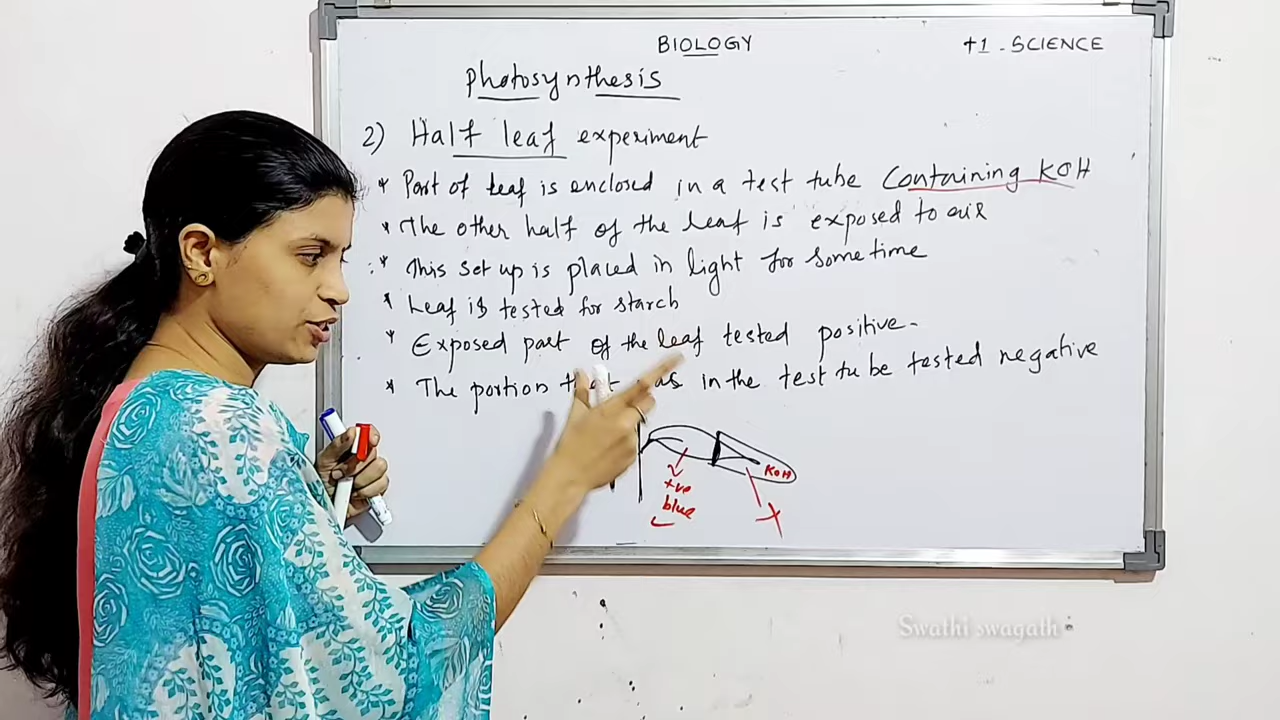 BIOLOGY
+1 - SCIENCE
Photosynthesis
2) Half leaf experiment
* Part of leaf is enclosed in a test tube containing KOH
* The other half of the leaf is exposed to air
* This set up is placed in light for some time
* Leaf is tested for starch
* Exposed part of the leaf tested positive.
* The portion in the test tube tested negative
KOH
+ve
blue
Swathi swagath